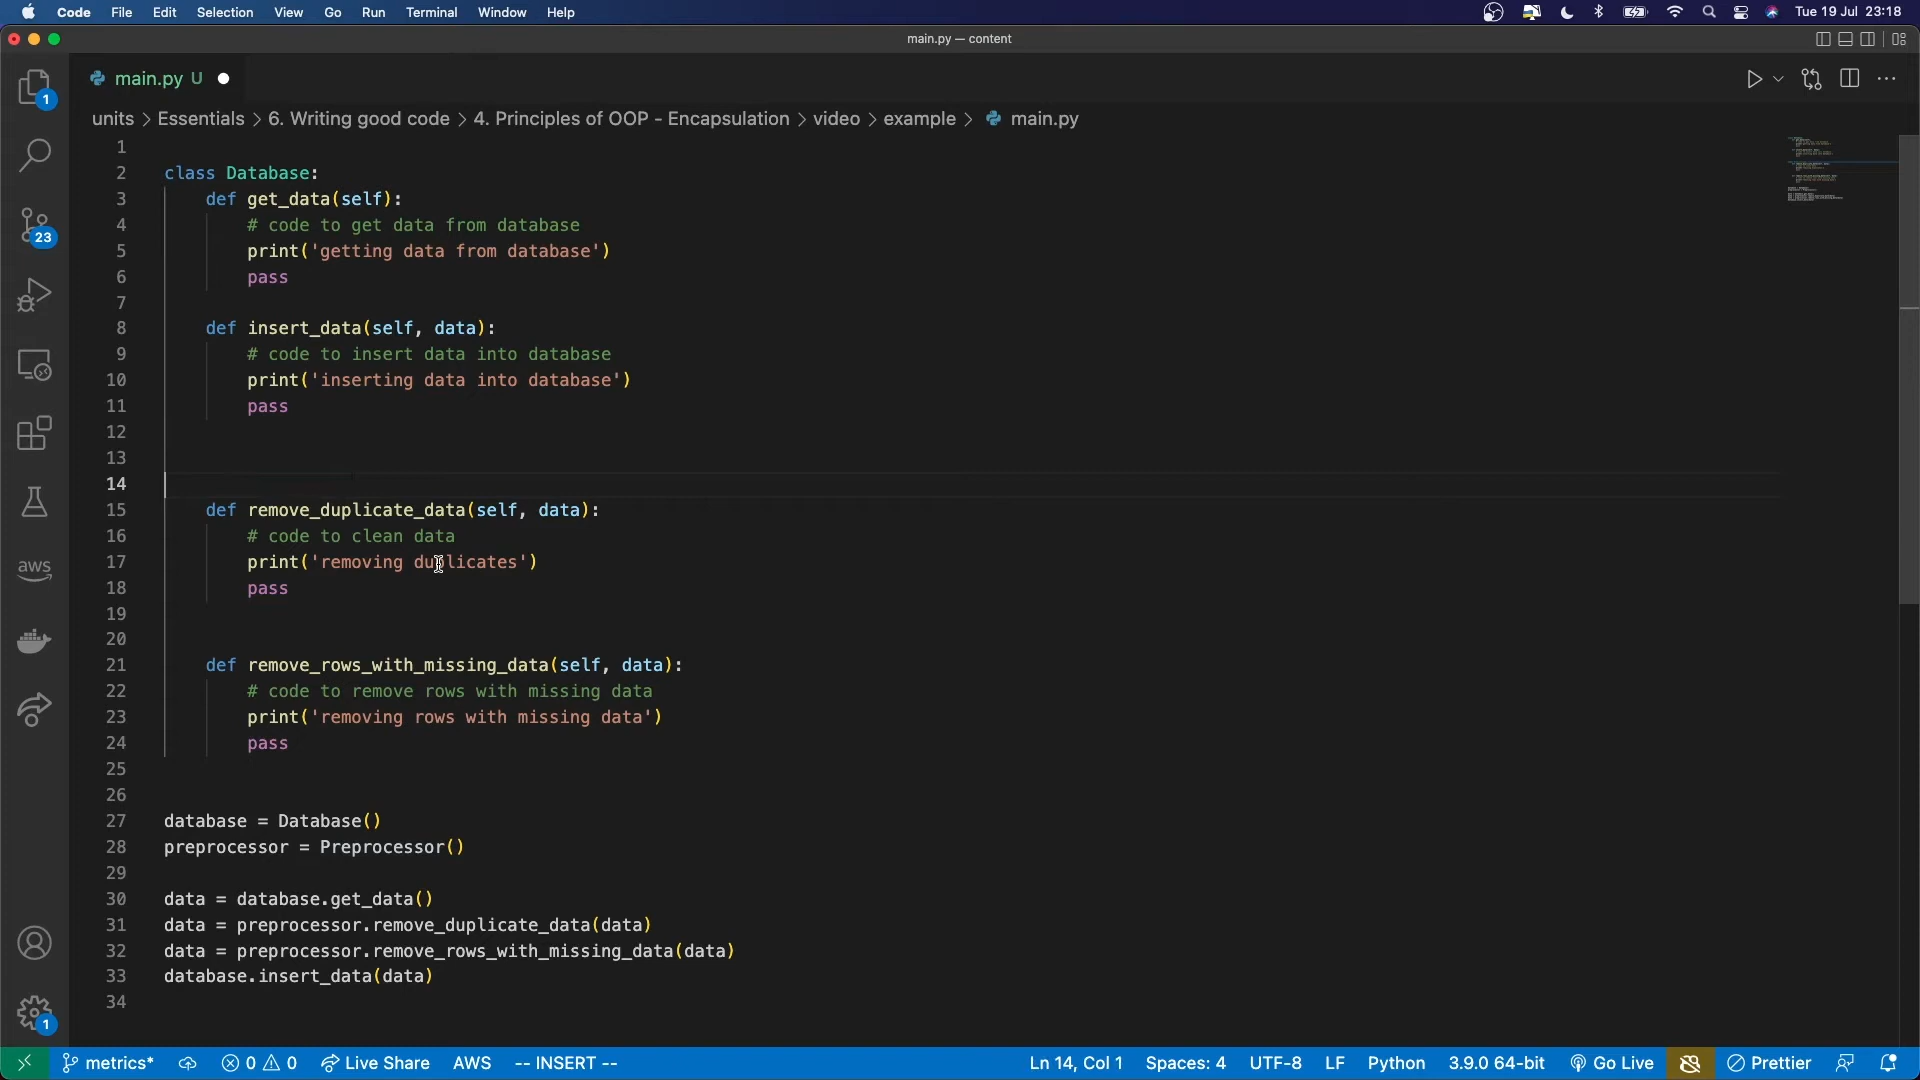 Code File Edit Selection View Go Run Terminal Window Help Tue 19 Jul 23:18
main.py — content
main.py U
units > Essentials > 6. Writing good code > 4. Principles of OOP - Encapsulation > video > example > main.py
1
2 class Database:
3 def get_data(self):
4 # code to get data from database
5 print('getting data from database')
6 pass
7
8 def insert_data(self, data):
9 # code to insert data into database
10 print('inserting data into database')
11 pass
12
13
14
15 def remove_duplicate_data(self, data):
16 # code to clean data
17 print('removing duplicates')
18 pass
19
20
21 def remove_rows_with_missing_data(self, data):
22 # code to remove rows with missing data
23 print('removing rows with missing data')
24 pass
25
26
27 database = Database()
28 preprocessor = Preprocessor()
29
30 data = database.get_data()
31 data = preprocessor.remove_duplicate_data(data)
32 data = preprocessor.remove_rows_with_missing_data(data)
33 database.insert_data(data)
34
1
23
aws
1
metrics* 0 0 Live Share AWS -- INSERT -- Ln 14, Col 1 Spaces: 4 UTF-8 LF Python 3.9.0 64-bit Go Live Prettier